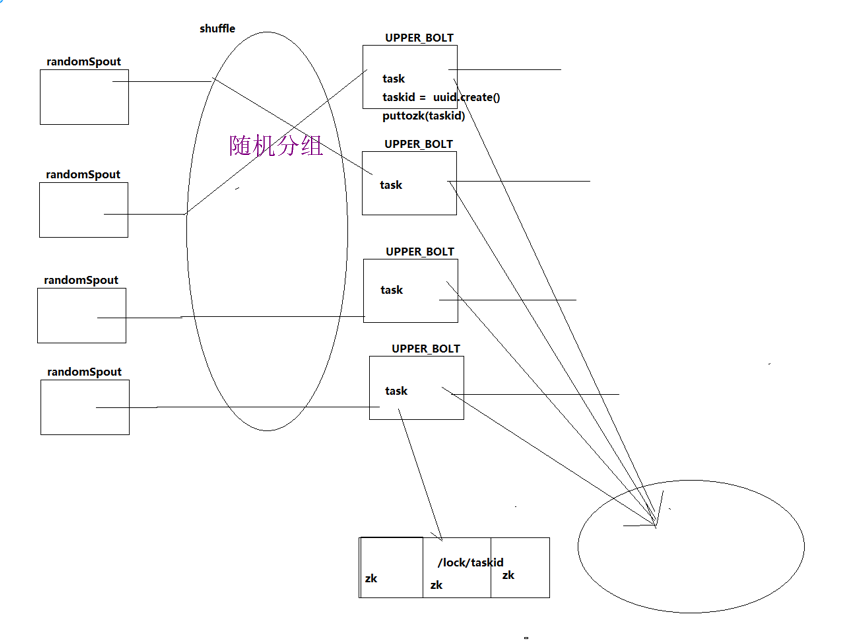 shuffle
UPPER_BOLT
randomSpout
task
taskid = uuid.create()
puttozk(taskid)
随机分组
UPPER_BOLT
randomSpout
task
UPPER_BOLT
randomSpout
task
UPPER_BOLT
randomSpout
task
/lock/taskid
zk
zk
zk